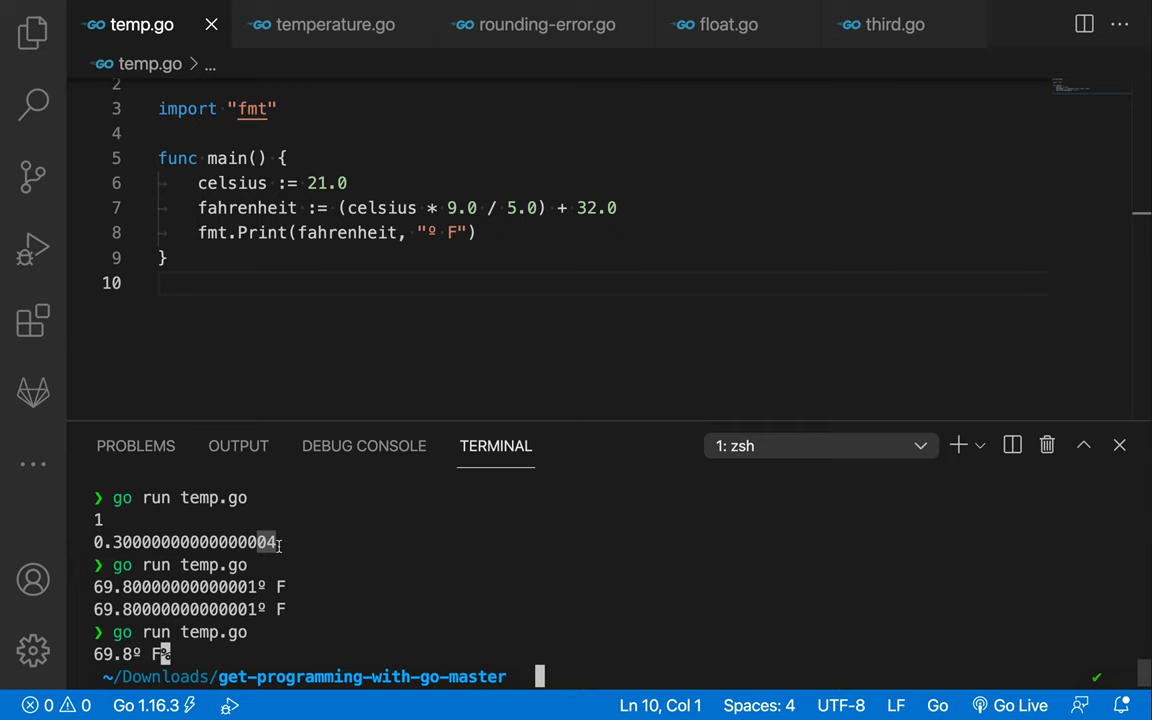 temp.go temperature.go rounding-error.go float.go third.go
temp.go > ...
2
3 import "fmt"
4
5 func main() {
6 celsius := 21.0
7 fahrenheit := (celsius * 9.0 / 5.0) + 32.0
8 fmt.Print(fahrenheit, "º F")
9 }
10
PROBLEMS OUTPUT DEBUG CONSOLE TERMINAL 1: zsh
❯ go run temp.go
1
0.30000000000000004
❯ go run temp.go
69.80000000000001º F
69.80000000000001º F
❯ go run temp.go
69.8º F%
~/Downloads/get-programming-with-go-master
0 0 Go 1.16.3 Ln 10, Col 1 Spaces: 4 UTF-8 LF Go Go Live